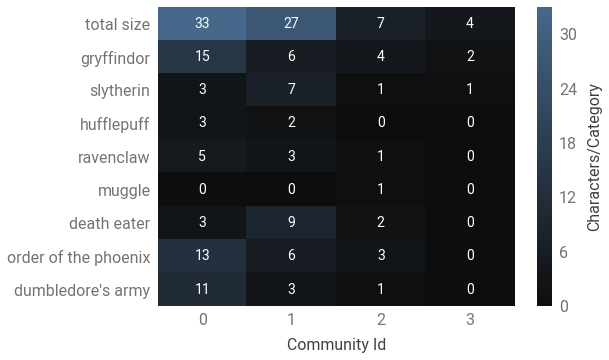 total size 33 27 7 4
gryffindor 15 6 4 2
slytherin 3 7 1 1
hufflepuff 3 2 0 0
ravenclaw 5 3 1 0
muggle 0 0 1 0
death eater 3 9 2 0
order of the phoenix 13 6 3 0
dumbledore's army 11 3 1 0
0 1 2 3
Community Id
30
24
18
12
6
0
Characters/Category